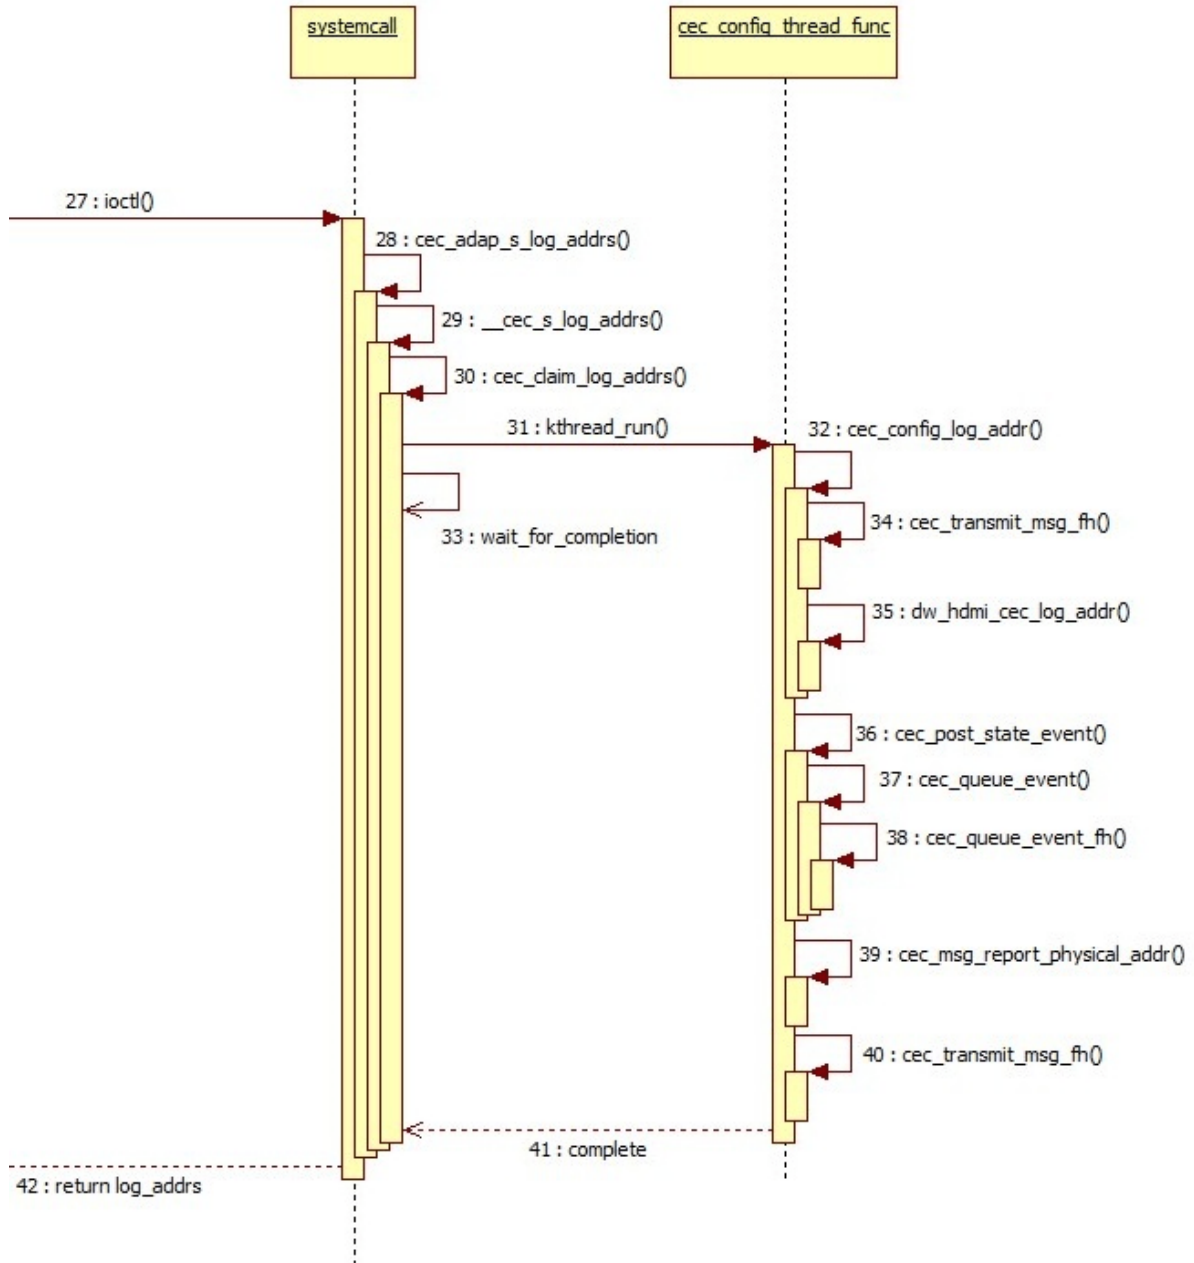 systemcall
cec_config_thread_func
27 : ioctl()
28 : cec_adap_s_log_addrs()
29 : __cec_s_log_addrs()
30 : cec_claim_log_addrs()
31 : kthread_run()
32 : cec_config_log_addr()
33 : wait_for_completion
34 : cec_transmit_msg_fh()
35 : dw_hdmi_cec_log_addr()
36 : cec_post_state_event()
37 : cec_queue_event()
38 : cec_queue_event_fh()
39 : cec_msg_report_physical_addr()
40 : cec_transmit_msg_fh()
41 : complete
42 : return log_addrs